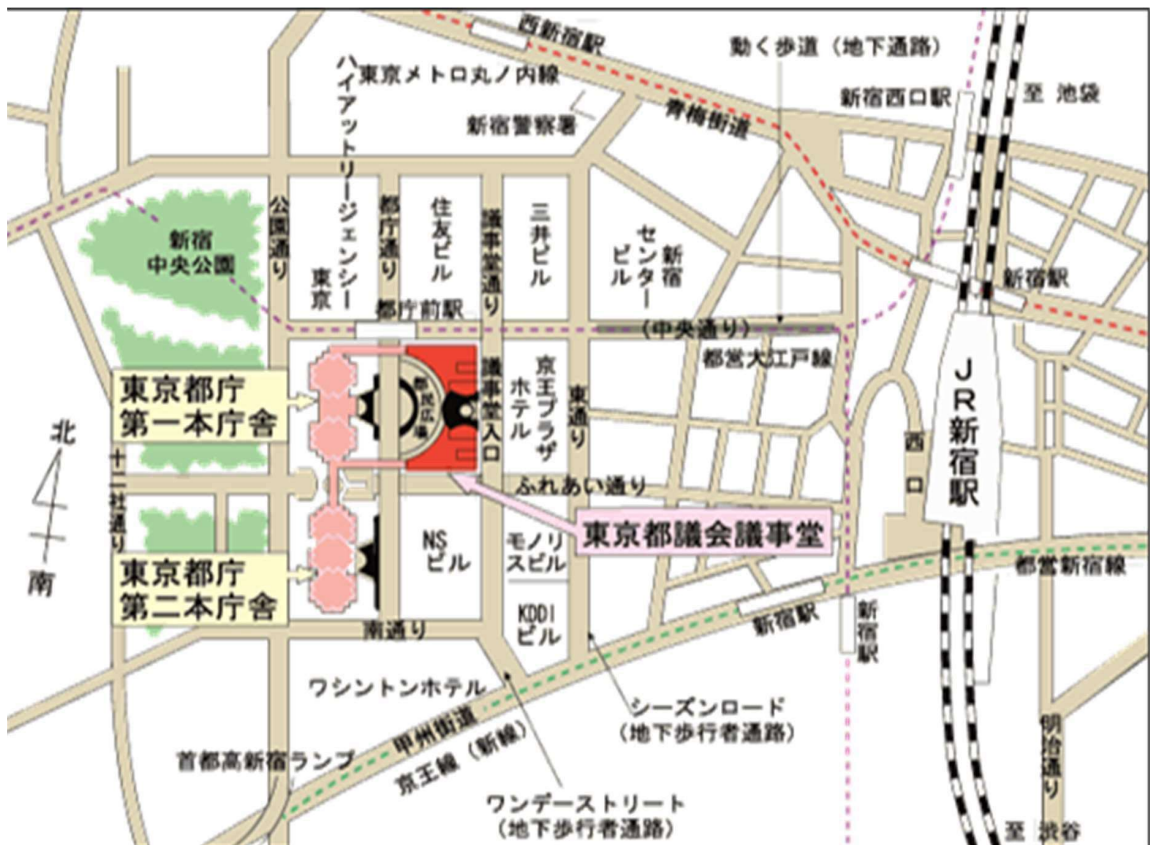 西新宿駅
動く歩道（地下通路）
ハイアットリージェンシー
東京
東京メトロ丸ノ内線
新宿西口駅
至 池袋
新宿警察署
青梅街道
新宿
中央公園
公園通り
都庁通り
住友ビル
議事堂通り
三井ビル
新宿
センター
ビル
新宿駅
都庁前駅
（中央通り）
都営大江戸線
東京都庁
第一本庁舎
都民広場
議事堂入口
京王プラザ
ホテル
東通り
JR新宿駅
西口
北
南
十二社通り
ふれあい通り
東京都議会議事堂
NS
ビル
モノリ
スビル
東京都庁
第二本庁舎
KDDI
ビル
都営新宿線
新宿駅
新宿駅
南通り
ワシントンホテル
シーズンロード
（地下歩行者通路）
甲州街道
京王線（新線）
首都高新宿ランプ
明治通り
ワンデーストリート
（地下歩行者通路）
至 渋谷